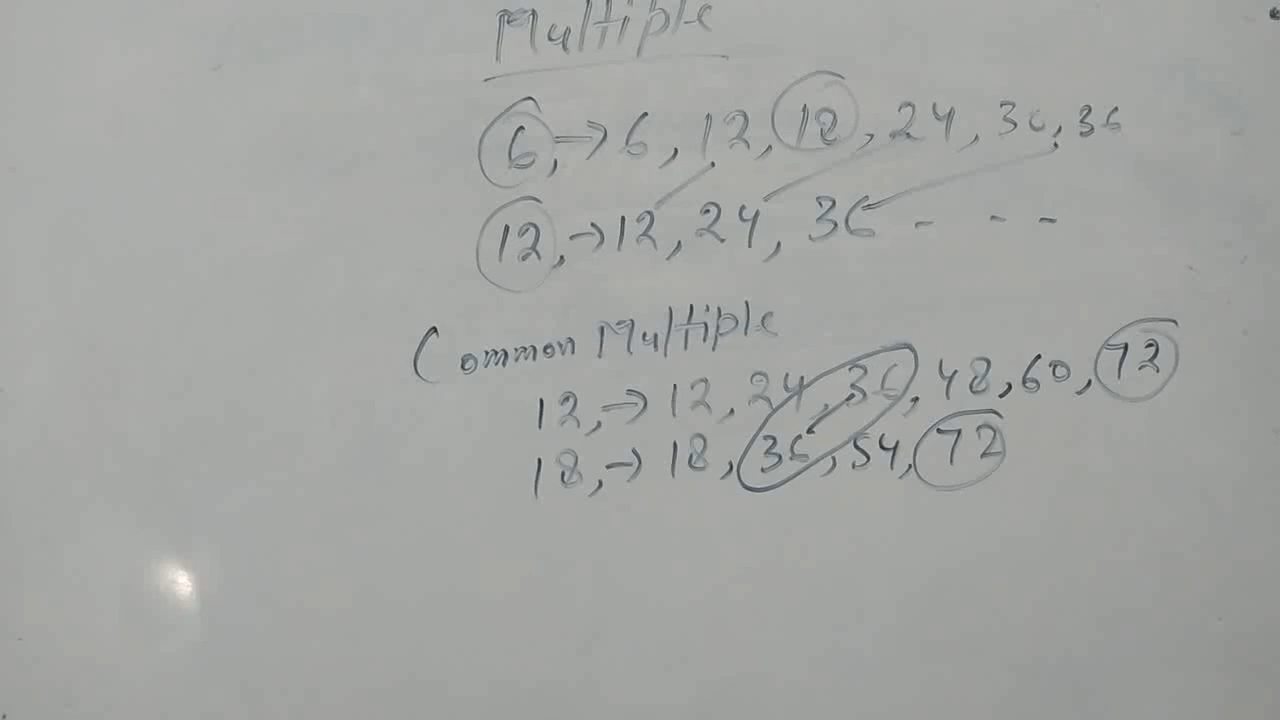 Multiple
6, → 6, 12, 18, 24, 30, 36
12, → 12, 24, 36 - - -
Common Multiple
12, → 12, 24, 36, 48, 60, 72
18, → 18, 36, 54, 72